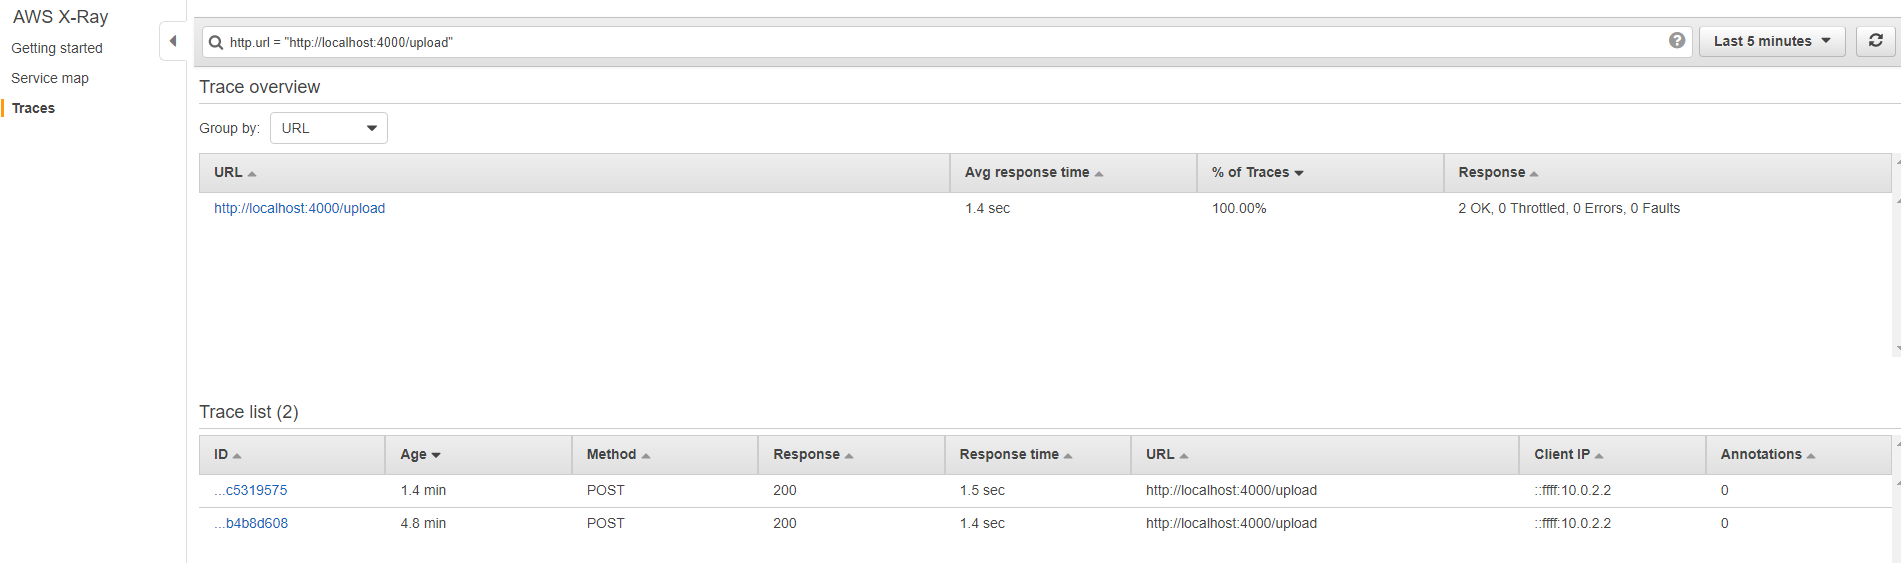 AWS X-Ray
Getting started
Service map
Traces
http.url = "http://localhost:4000/upload"
?
Last 5 minutes
Trace overview
Group by: URL
URL Avg response time % of Traces Response
http://localhost:4000/upload 1.4 sec 100.00% 2 OK, 0 Throttled, 0 Errors, 0 Faults
Trace list (2)
ID Age Method Response Response time URL Client IP Annotations
...c5319575 1.4 min POST 200 1.5 sec http://localhost:4000/upload ::ffff:10.0.2.2 0
...b4b8d608 4.8 min POST 200 1.4 sec http://localhost:4000/upload ::ffff:10.0.2.2 0